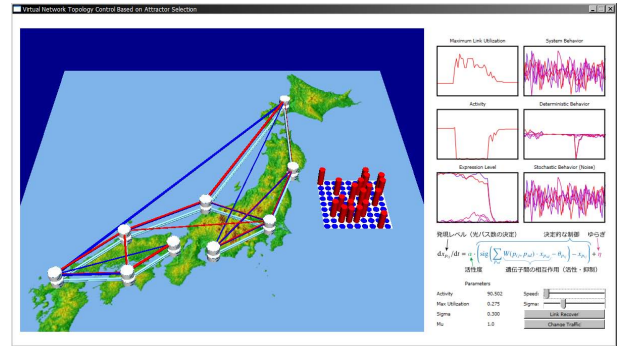 Virtual Network Topology Control Based on Attractor Selection
Maximum Link Utilization
System Behavior
Activity
Deterministic Behavior
Expression Level
Stochastic Behavior (Noise)
発現レベル（光パス数の決定）
決定的な制御
ゆらぎ
活性度
遺伝子間の相互作用（活性・抑制）
Parameters
Activity 90.502 Speed:
Max Utilization 0.275 Sigma:
Sigma 0.300 Link Recover
Mu 1.0 Change Traffic